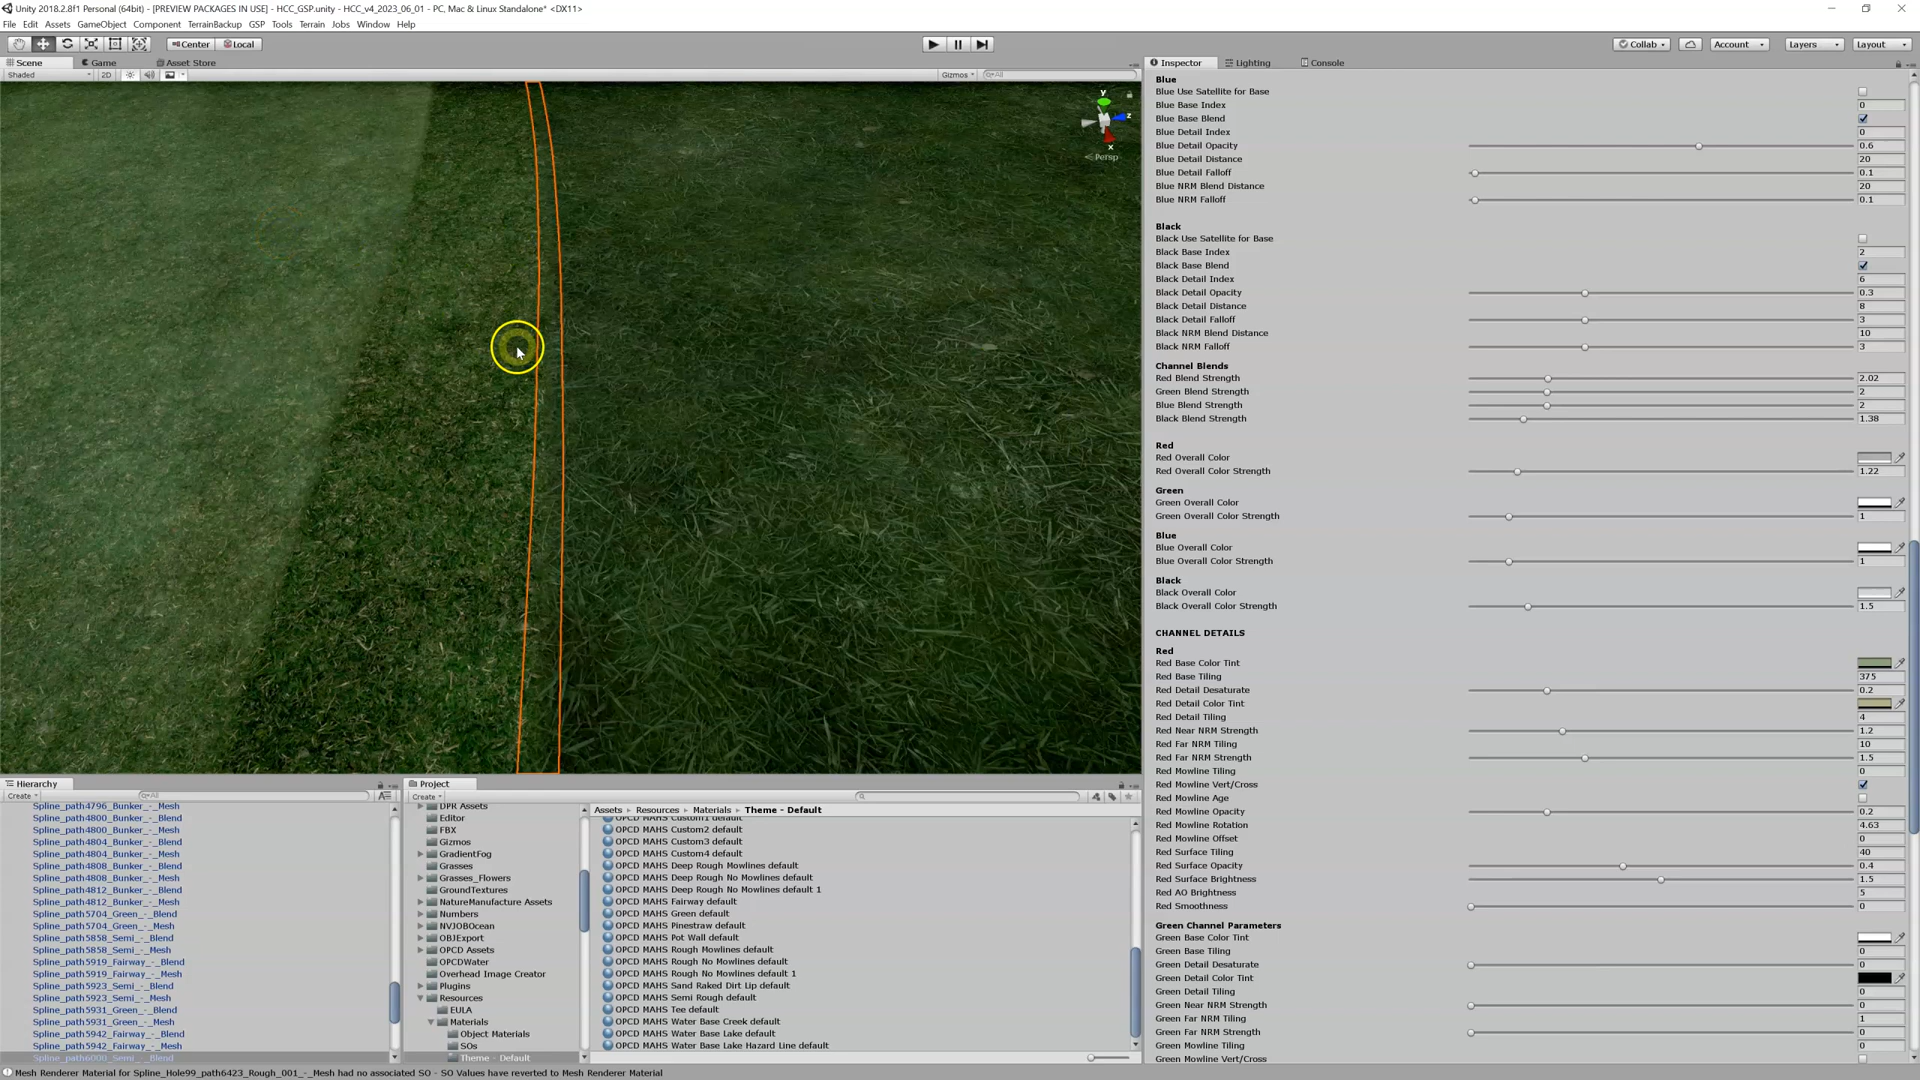 Unity 2018.2.8f1 Personal (64bit) - [PREVIEW PACKAGES IN USE] - HCC_GSP.unity - HCC_v4_2023_06_01 - PC, Mac & Linux Standalone* <DX11>
File Edit Assets GameObject Component TerrainBackup GSP Tools Terrain Jobs Window Help
Center Local Collab Account Layers Layout
Scene Game Asset Store Inspector Lighting Console
Shaded 2D Gizmos All
y
z
x
Persp
Blue
Blue Use Satellite for Base
Blue Base Index 0
Blue Base Blend
Blue Detail Index 0
Blue Detail Opacity 0.6
Blue Detail Distance 20
Blue Detail Falloff 0.1
Blue NRM Blend Distance 20
Blue NRM Falloff 0.1
Black
Black Use Satellite for Base
Black Base Index 2
Black Base Blend
Black Detail Index 6
Black Detail Opacity 0.3
Black Detail Distance 8
Black Detail Falloff 3
Black NRM Blend Distance 10
Black NRM Falloff 3
Channel Blends
Red Blend Strength 2.02
Green Blend Strength 2
Blue Blend Strength 2
Black Blend Strength 1.38
Red
Red Overall Color
Red Overall Color Strength 1.22
Green
Green Overall Color
Green Overall Color Strength 1
Blue
Blue Overall Color
Blue Overall Color Strength 1
Black
Black Overall Color
Black Overall Color Strength 1.5
CHANNEL DETAILS
Red
Red Base Color Tint
Red Base Tiling 375
Red Detail Desaturate 0.2
Red Detail Color Tint
Red Detail Tiling 4
Red Near NRM Strength 1.2
Red Far NRM Tiling 10
Red Far NRM Strength 1.5
Red Mowline Tiling 0
Red Mowline Vert/Cross
Red Mowline Age
Red Mowline Opacity 0.2
Red Mowline Rotation 4.63
Red Mowline Offset 0
Red Surface Tiling 40
Red Surface Opacity 0.4
Red Surface Brightness 1.5
Red AO Brightness 5
Red Smoothness 0
Green Channel Parameters
Green Base Color Tint
Green Base Tiling 0
Green Detail Desaturate 0
Green Detail Color Tint
Green Detail Tiling 0
Green Near NRM Strength 0
Green Far NRM Tiling 1
Green Far NRM Strength 0
Green Mowline Tiling 0
Green Mowline Vert/Cross
Hierarchy
Create All
Spline_path4796_Bunker_-_Mesh
Spline_path4800_Bunker_-_Blend
Spline_path4800_Bunker_-_Mesh
Spline_path4804_Bunker_-_Blend
Spline_path4804_Bunker_-_Mesh
Spline_path4808_Bunker_-_Blend
Spline_path4808_Bunker_-_Mesh
Spline_path4812_Bunker_-_Blend
Spline_path4812_Bunker_-_Mesh
Spline_path5704_Green_-_Blend
Spline_path5704_Green_-_Mesh
Spline_path5858_Semi_-_Blend
Spline_path5858_Semi_-_Mesh
Spline_path5919_Fairway_-_Blend
Spline_path5919_Fairway_-_Mesh
Spline_path5923_Semi_-_Blend
Spline_path5923_Semi_-_Mesh
Spline_path5931_Green_-_Blend
Spline_path5931_Green_-_Mesh
Spline_path5942_Fairway_-_Blend
Spline_path5942_Fairway_-_Mesh
Spline_path6000_Semi_-_Blend
Project
Create
DPR Assets
Editor
FBX
Gizmos
GradientFog
Grasses
Grasses_Flowers
GroundTextures
NatureManufacture Assets
Numbers
NVJOBOcean
OBJExport
OPCD Assets
OPCDWater
Overhead Image Creator
Plugins
Resources
EULA
Materials
Object Materials
SOs
Theme - Default
Assets Resources Materials Theme - Default
OPCD MAHS Custom1 default
OPCD MAHS Custom2 default
OPCD MAHS Custom3 default
OPCD MAHS Custom4 default
OPCD MAHS Deep Rough Mowlines default
OPCD MAHS Deep Rough No Mowlines default
OPCD MAHS Deep Rough No Mowlines default 1
OPCD MAHS Fairway default
OPCD MAHS Green default
OPCD MAHS Pinestraw default
OPCD MAHS Pot Wall default
OPCD MAHS Rough Mowlines default
OPCD MAHS Rough No Mowlines default
OPCD MAHS Rough No Mowlines default 1
OPCD MAHS Sand Raked Dirt Lip default
OPCD MAHS Semi Rough default
OPCD MAHS Tee default
OPCD MAHS Water Base Creek default
OPCD MAHS Water Base Lake default
OPCD MAHS Water Base Lake Hazard Line default
Mesh Renderer Material for Spline_Hole99_path6423_Rough_001_-_Mesh had no associated SO - SO Values have reverted to Mesh Renderer Material